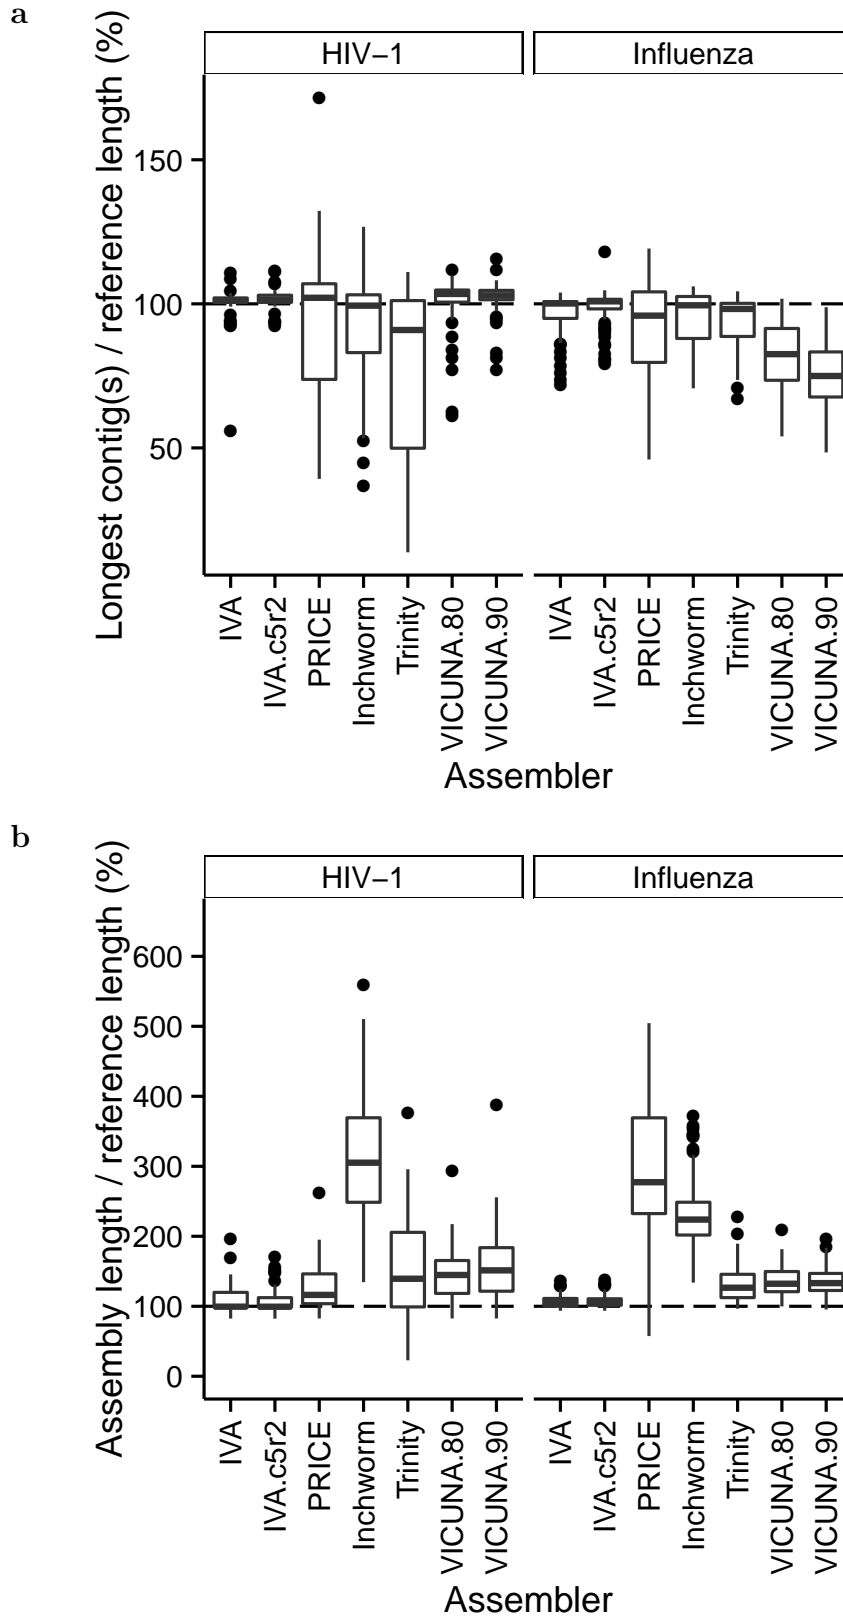 a
HIV−1 Influenza
Longest contig(s) / reference length (%)
150
100
50
IVA IVA.c5r2 PRICE Inchworm Trinity VICUNA.80 VICUNA.90 IVA IVA.c5r2 PRICE Inchworm Trinity VICUNA.80 VICUNA.90
Assembler
b
HIV−1 Influenza
Assembly length / reference length (%)
600
500
400
300
200
100
0
IVA IVA.c5r2 PRICE Inchworm Trinity VICUNA.80 VICUNA.90 IVA IVA.c5r2 PRICE Inchworm Trinity VICUNA.80 VICUNA.90
Assembler